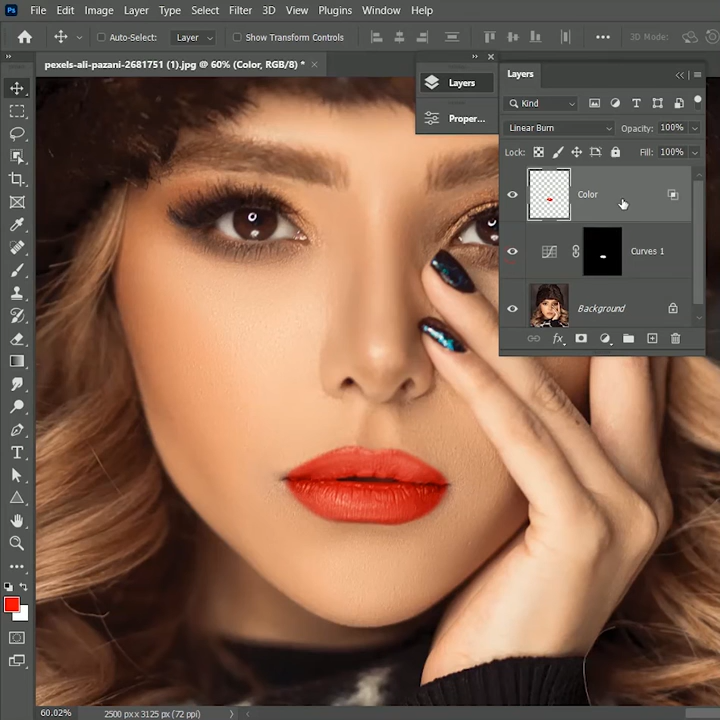 Ps File Edit Image Layer Type Select Filter 3D View Plugins Window Help
Auto-Select: Layer Show Transform Controls 3D Mode:
pexels-ali-pazani-2681751 (1).jpg @ 60% (Color, RGB/8) *
Layers
Proper...
Layers
Kind
Linear Burn Opacity: 100%
Lock: Fill: 100%
Color
Curves 1
Background
fx
60.02% 2500 px x 3125 px (72 ppi)